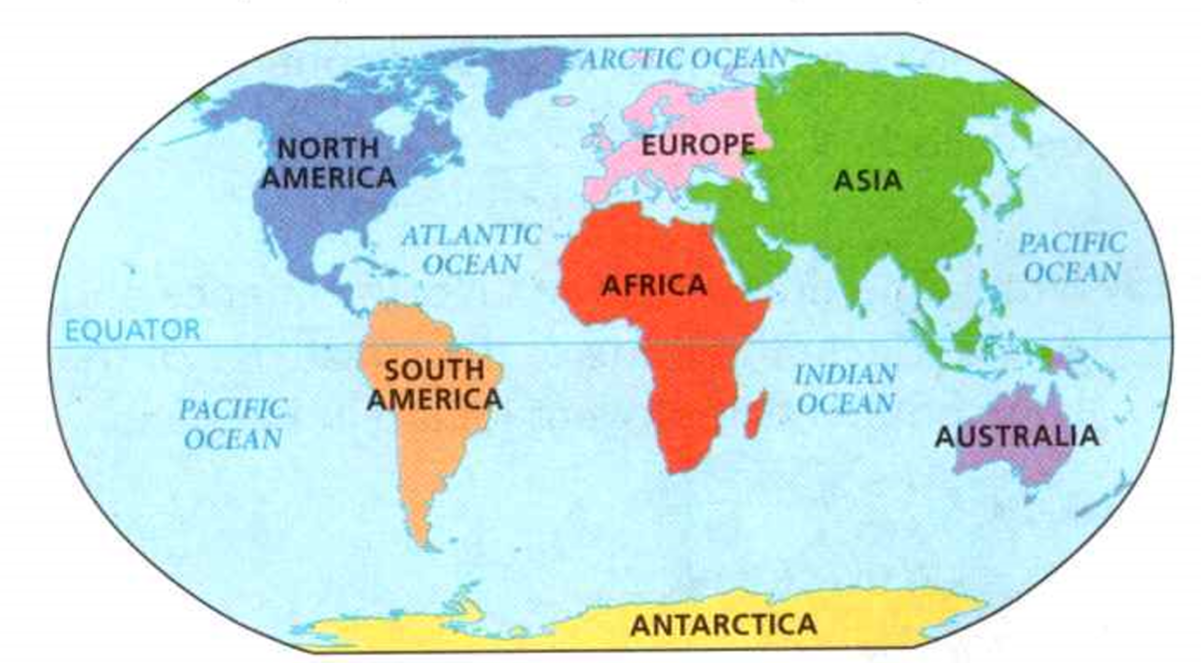 ARCTIC OCEAN
NORTH
AMERICA
EUROPE
ASIA
ATLANTIC
OCEAN
PACIFIC
OCEAN
AFRICA
EQUATOR
SOUTH
AMERICA
INDIAN
OCEAN
PACIFIC
OCEAN
AUSTRALIA
ANTARCTICA